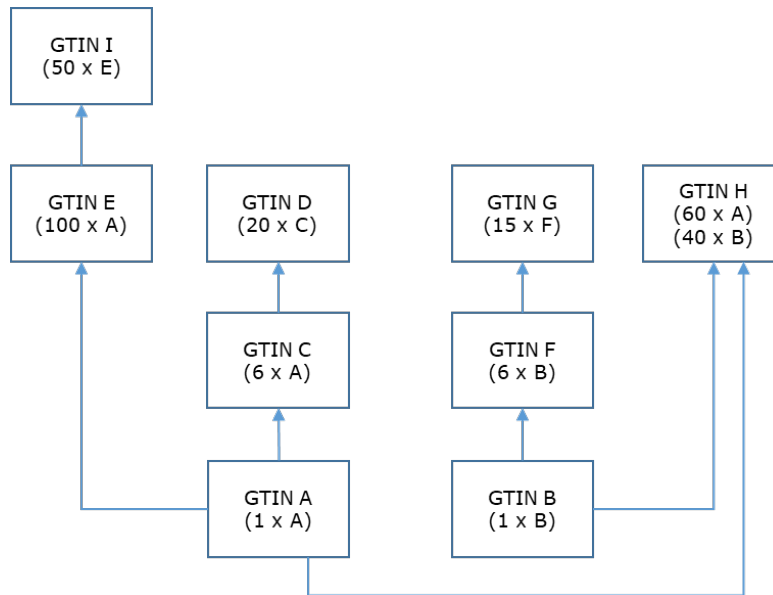 GTIN I
(50 x E)
GTIN E
(100 x A)
GTIN D
(20 x C)
GTIN G
(15 x F)
GTIN H
(60 x A)
(40 x B)
GTIN C
(6 x A)
GTIN F
(6 x B)
GTIN A
(1 x A)
GTIN B
(1 x B)